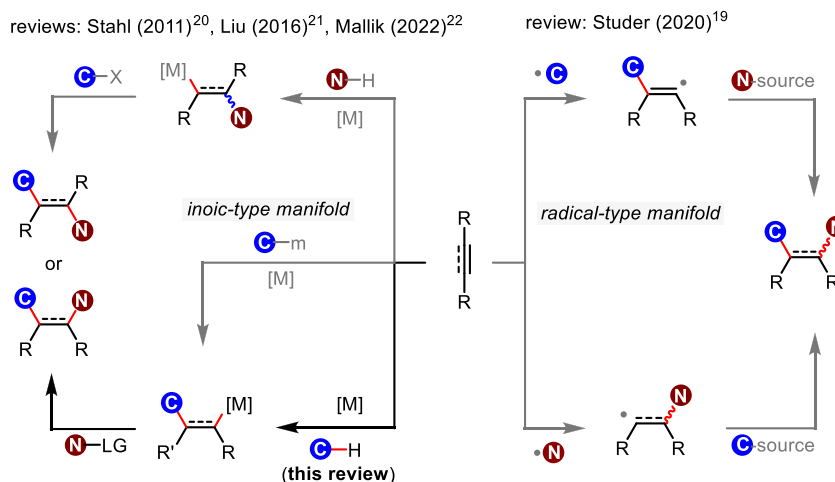 reviews: Stahl (2011)20, Liu (2016)21, Mallik (2022)22
review: Studer (2020)19
C–X
[M]
R
R
N
N–H
[M]
·C
C
·
R
R
N-source
C
R
R
N
or
C
N
R
R
inoic-type manifold
C–m
[M]
R
R
radical-type manifold
C
N
R
R
N–LG
C
[M]
R'
R
[M]
C–H
(this review)
·N
·
N
R
R
C-source